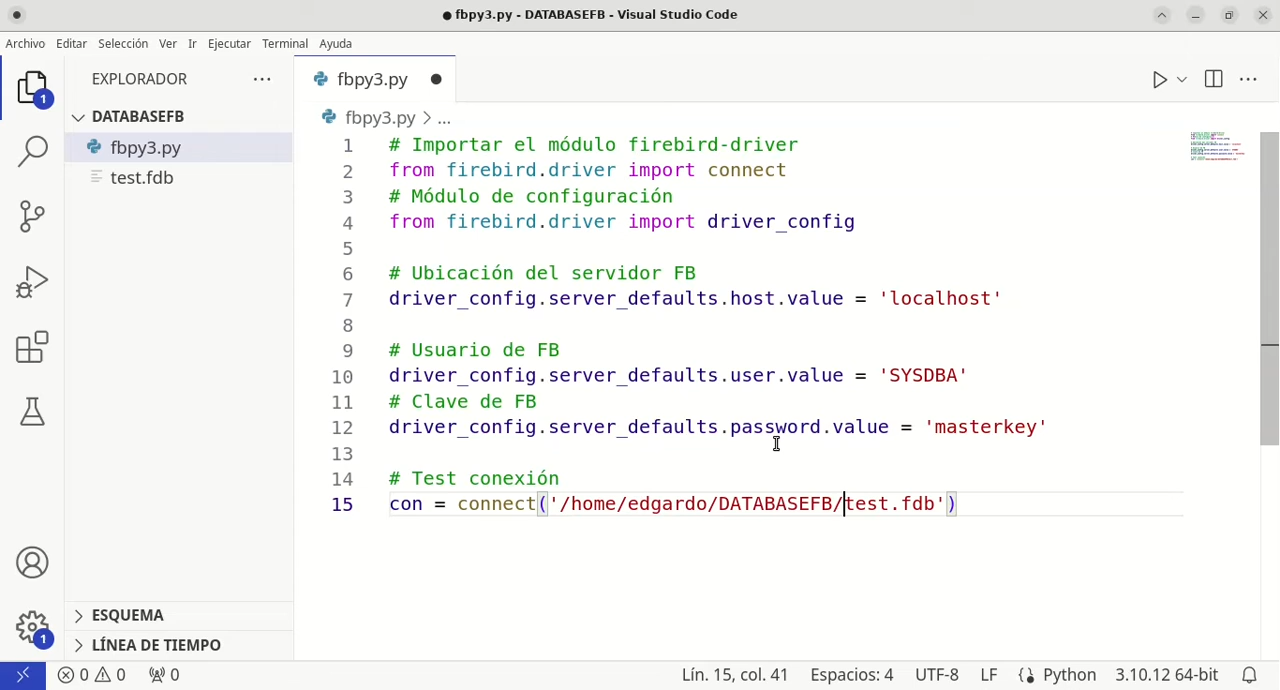 fbpy3.py - DATABASEFB - Visual Studio Code
Archivo Editar Selección Ver Ir Ejecutar Terminal Ayuda
EXPLORADOR
fbpy3.py
DATABASEFB
fbpy3.py
test.fdb
fbpy3.py > ...
1 # Importar el módulo firebird-driver
2 from firebird.driver import connect
3 # Módulo de configuración
4 from firebird.driver import driver_config
5
6 # Ubicación del servidor FB
7 driver_config.server_defaults.host.value = 'localhost'
8
9 # Usuario de FB
10 driver_config.server_defaults.user.value = 'SYSDBA'
11 # Clave de FB
12 driver_config.server_defaults.password.value = 'masterkey'
13
14 # Test conexión
15 con = connect('/home/edgardo/DATABASEFB/test.fdb')
1
1
ESQUEMA
LÍNEA DE TIEMPO
0 0 0 Lín. 15, col. 41 Espacios: 4 UTF-8 LF Python 3.10.12 64-bit